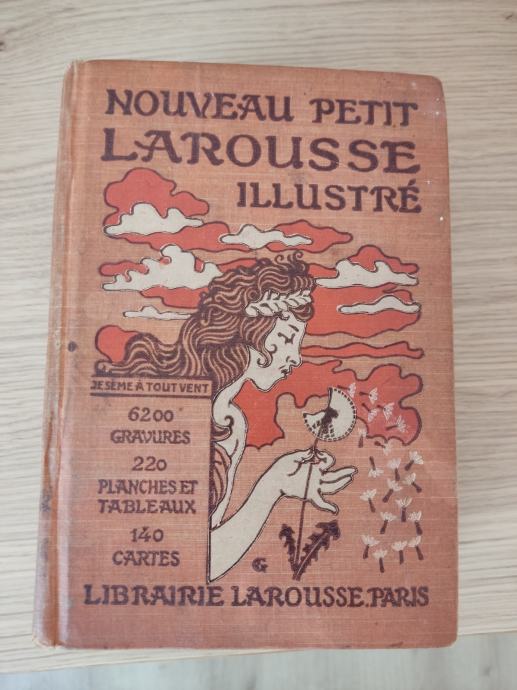 NOUVEAU PETIT
LAROUSSE
ILLUSTRÉ
JE SÈME À TOUT VENT
6200
GRAVURES
220
PLANCHES ET
TABLEAUX
140
CARTES
G
LIBRAIRIE LAROUSSE.PARIS